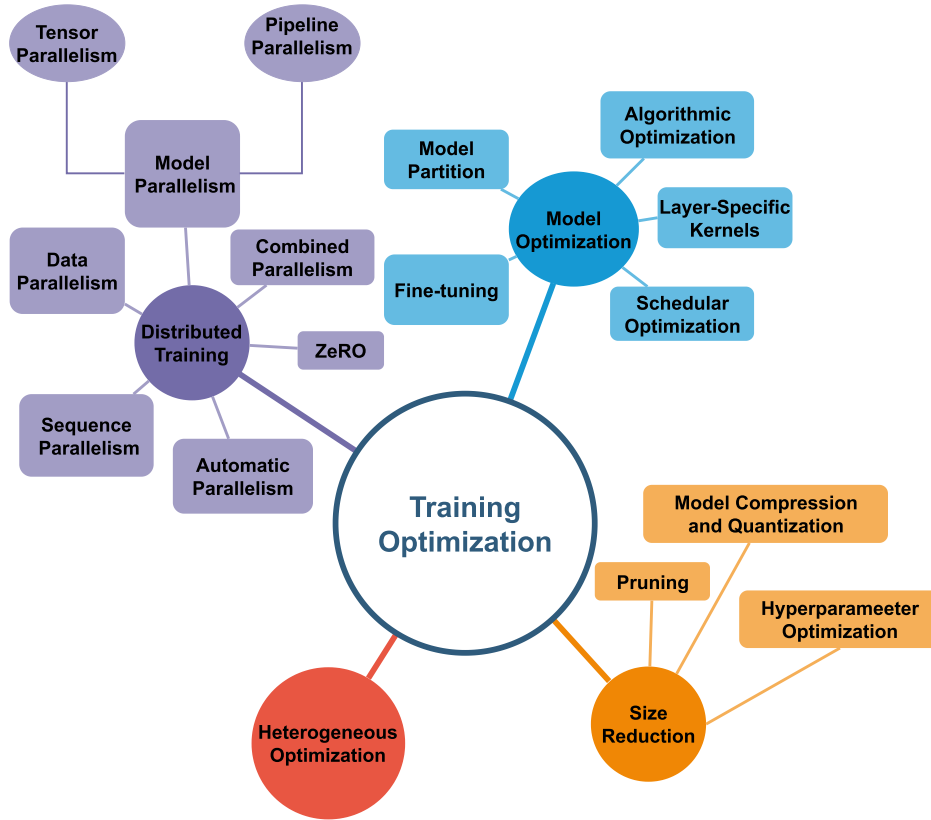 Tensor
Parallelism
Pipeline
Parallelism
Model
Parallelism
Data
Parallelism
Combined
Parallelism
Distributed
Training
ZeRO
Sequence
Parallelism
Automatic
Parallelism
Model
Partition
Algorithmic
Optimization
Model
Optimization
Layer-Specific
Kernels
Fine-tuning
Schedular
Optimization
Training
Optimization
Model Compression
and Quantization
Pruning
Hyperparameeter
Optimization
Size
Reduction
Heterogeneous
Optimization